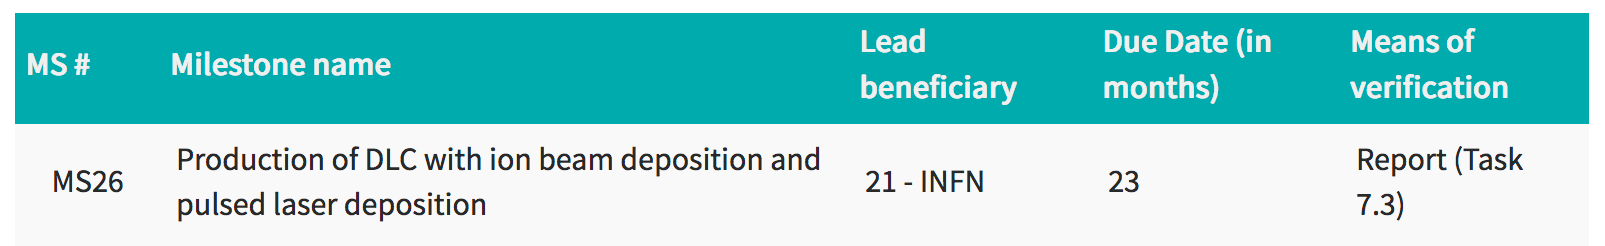 MS #
Milestone name
Lead
beneficiary
Due Date (in
months)
Means of
verification
MS26
Production of DLC with ion beam deposition and
pulsed laser deposition
21 - INFN
23
Report (Task
7.3)